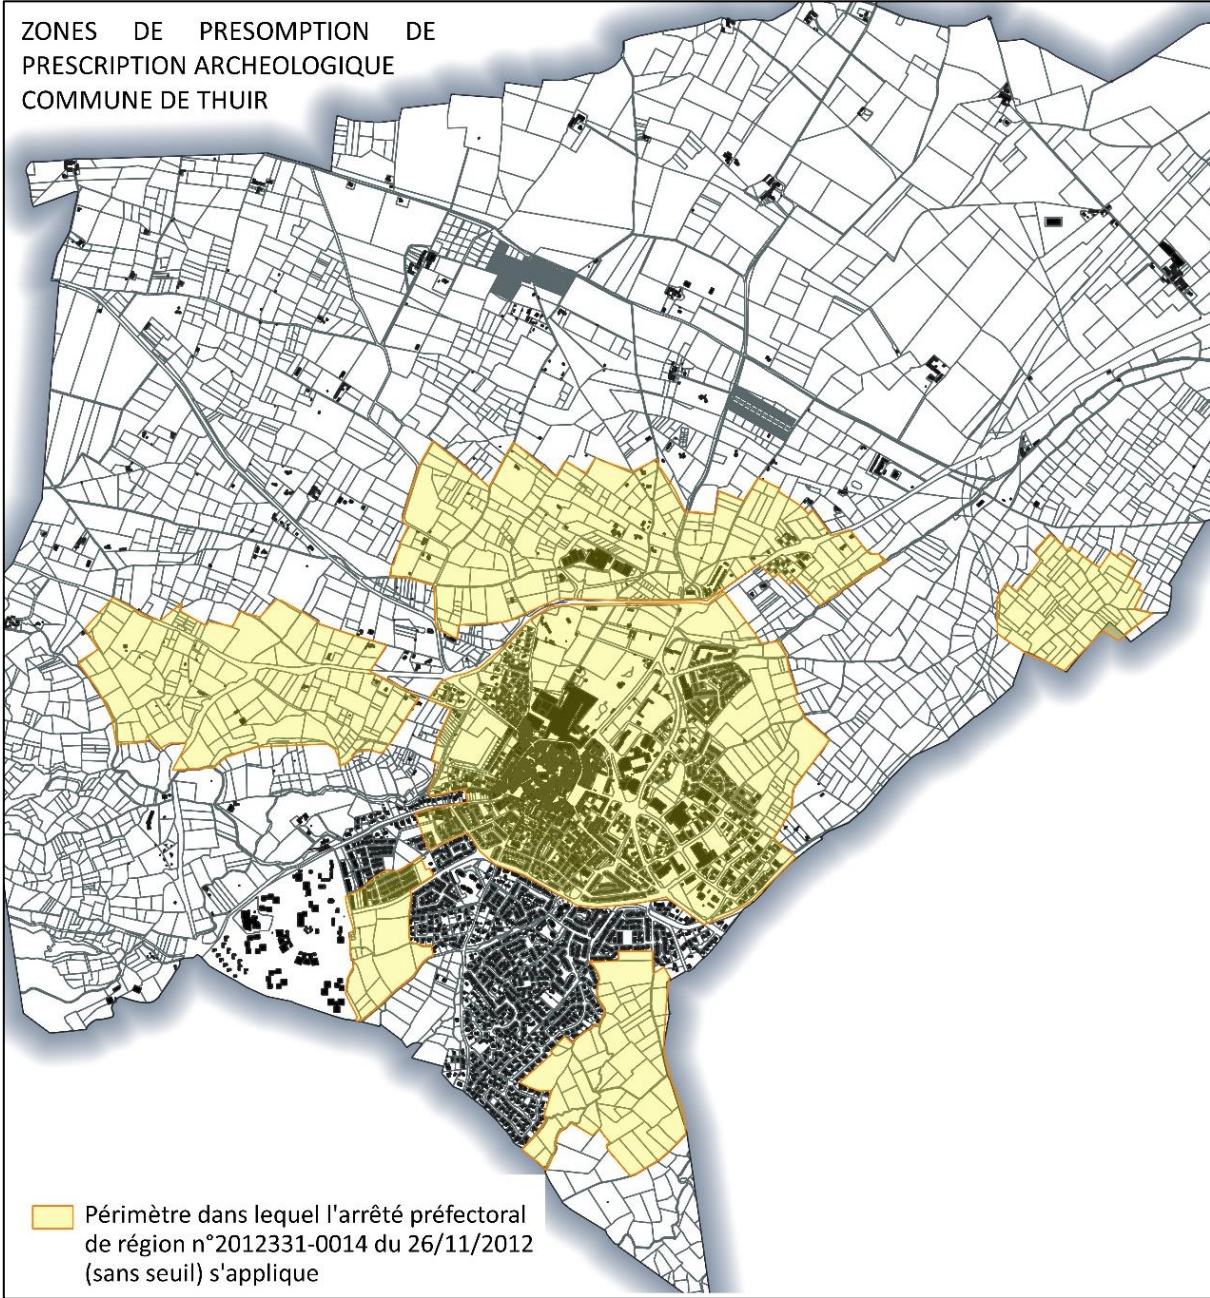 ZONES DE PRESOMPTION DE
PRESCRIPTION ARCHEOLOGIQUE
COMMUNE DE THUIR
Périmètre dans lequel l'arrêté préfectoral
de région n°2012331-0014 du 26/11/2012
(sans seuil) s'applique